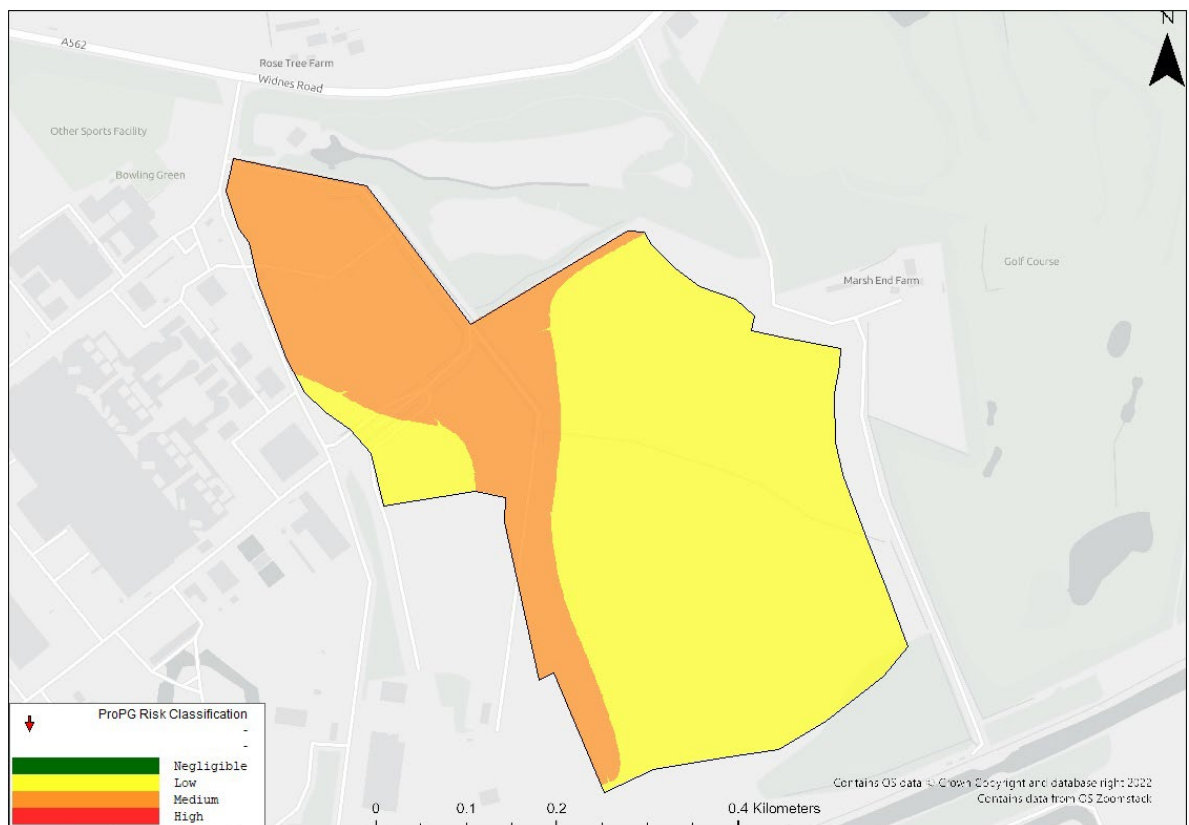 N
A562
Rose Tree Farm
Widnes Road
Other Sports Facility
Bowling Green
Golf Course
Marsh End Farm
ProPG Risk Classification
-
-
Negligible
Low
Medium
High
0 0.1 0.2 0.4 Kilometers
Contains OS data © Crown Copyright and database right 2022
Contains data from OS Zoomstack